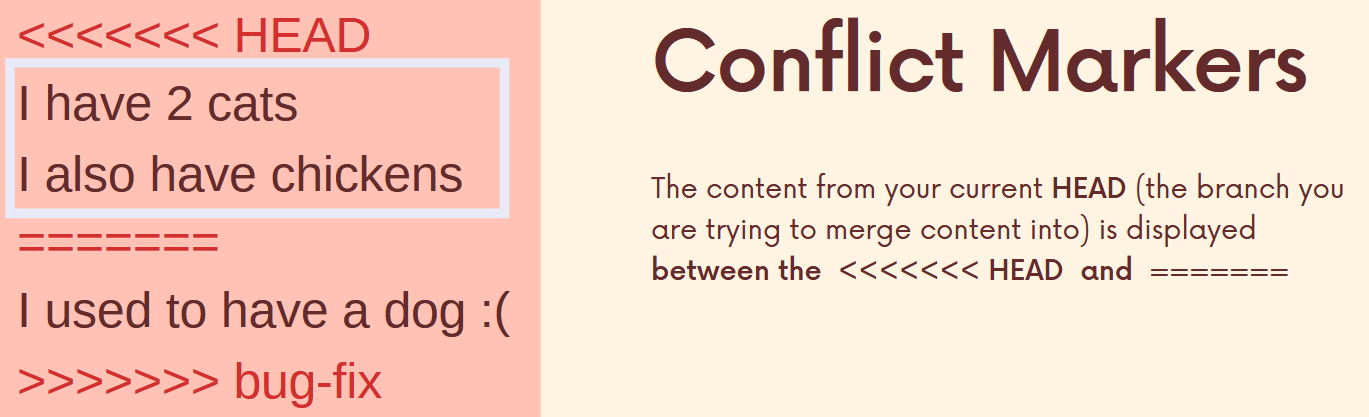 <<<<<<< HEAD
I have 2 cats
I also have chickens
=======
I used to have a dog :(
>>>>>>> bug-fix
Conflict Markers
The content from your current HEAD (the branch you
are trying to merge content into) is displayed
between the <<<<<<< HEAD and =======